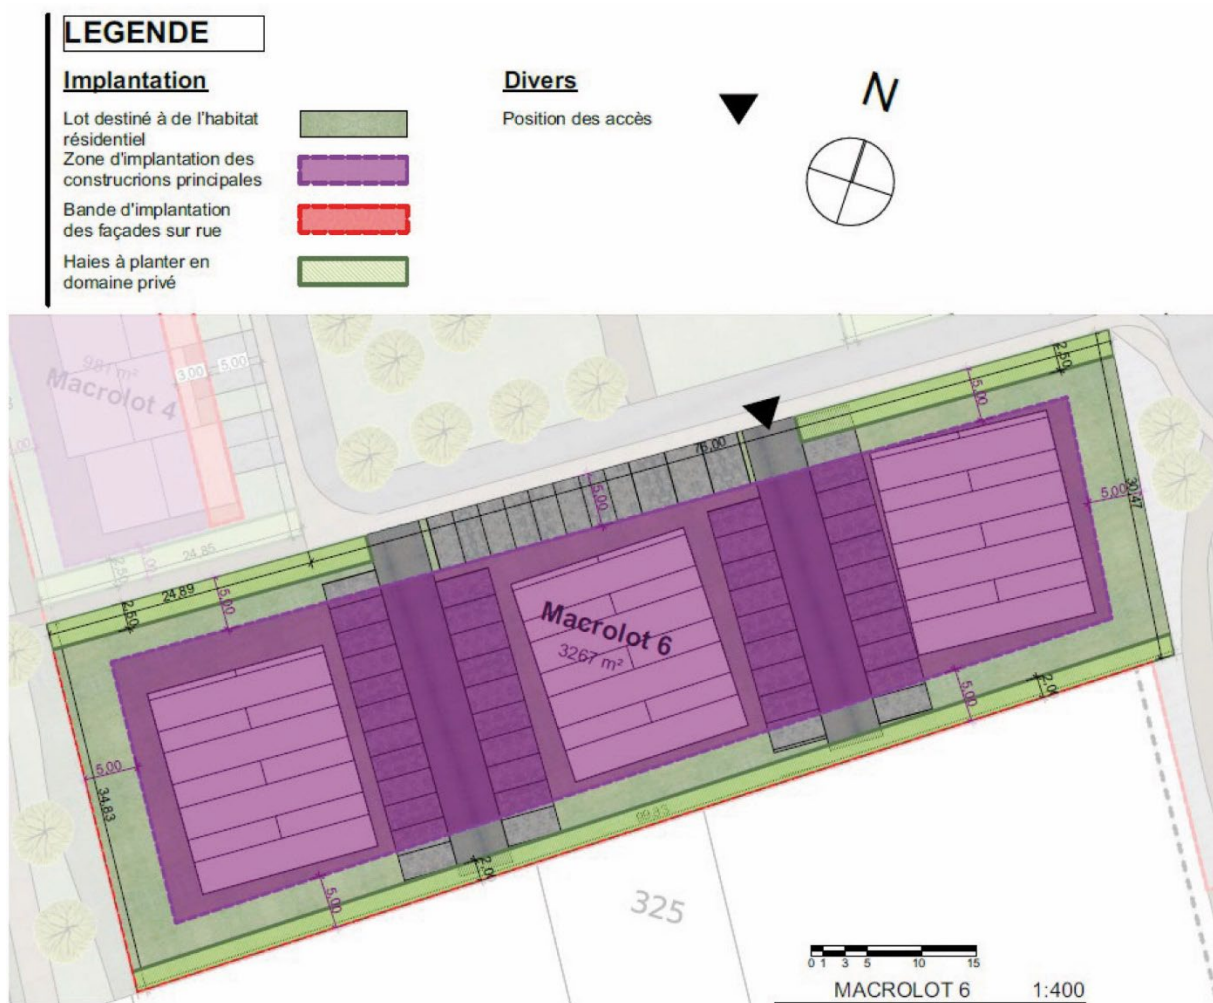 LEGENDE
Implantation
Lot destiné à de l'habitat
résidentiel
Zone d'implantation des
construcrions principales
Bande d'implantation
des façades sur rue
Haies à planter en
domaine privé
Divers
Position des accès
N
981 m²
Macrolot 4
3,00
5,00
24,85
2,50
24,89
2,50
5,00
76,00
5,00
5,00
2,50
5,00
30,47
Macrolot 6
3267 m²
5,00
34,83
5,00
2,00
99,83
5,00
2,00
325
0 1 3 5 10 15
MACROLOT 6 1:400